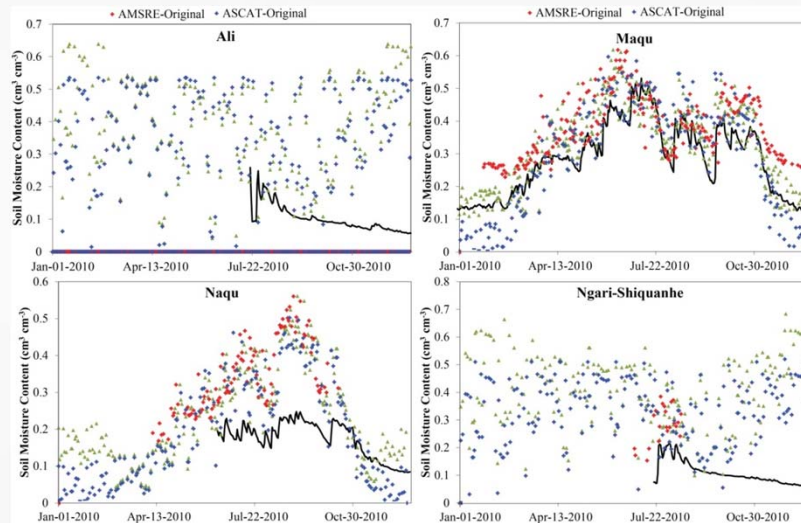 AMSRE-Original ASCAT-Original AMSRE-Original ASCAT-Original
Ali
Soil Moisture Content (cm³ cm⁻³)
0.7
0.6
0.5
0.4
0.3
0.2
0.1
0
Jan-01-2010 Apr-13-2010 Jul-22-2010 Oct-30-2010
Maqu
Soil Moisture Content (cm³ cm⁻³)
0.7
0.6
0.5
0.4
0.3
0.2
0.1
0
Jan-01-2010 Apr-13-2010 Jul-22-2010 Oct-30-2010
Naqu
Soil Moisture Content (cm³ cm⁻³)
0.6
0.5
0.4
0.3
0.2
0.1
0
Jan-01-2010 Apr-13-2010 Jul-22-2010 Oct-30-2010
Ngari-Shiquanhe
Soil Moisture Content (cm³ cm⁻³)
0.8
0.7
0.6
0.5
0.4
0.3
0.2
0.1
0
Jan-01-2010 Apr-13-2010 Jul-22-2010 Oct-30-2010